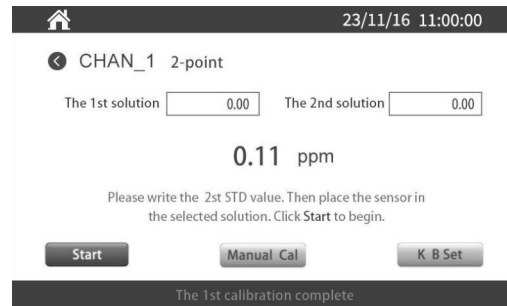 23/11/16 11:00:00
CHAN_1 2-point
The 1st solution 0.00 The 2nd solution 0.00
0.11 ppm
Please write the 2st STD value. Then place the sensor in
the selected solution. Click Start to begin.
Start Manual Cal K B Set
The 1st calibration complete